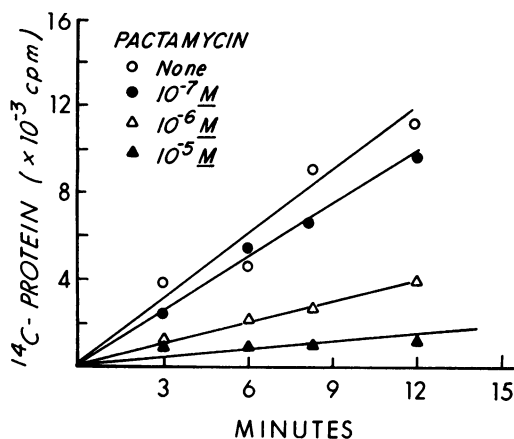 PACTAMYCIN
○ None
● 10⁻⁷ M
△ 10⁻⁶ M
▲ 10⁻⁵ M
¹⁴C-PROTEIN (×10⁻³ cpm)
16
12
8
4
3 6 9 12 15
MINUTES